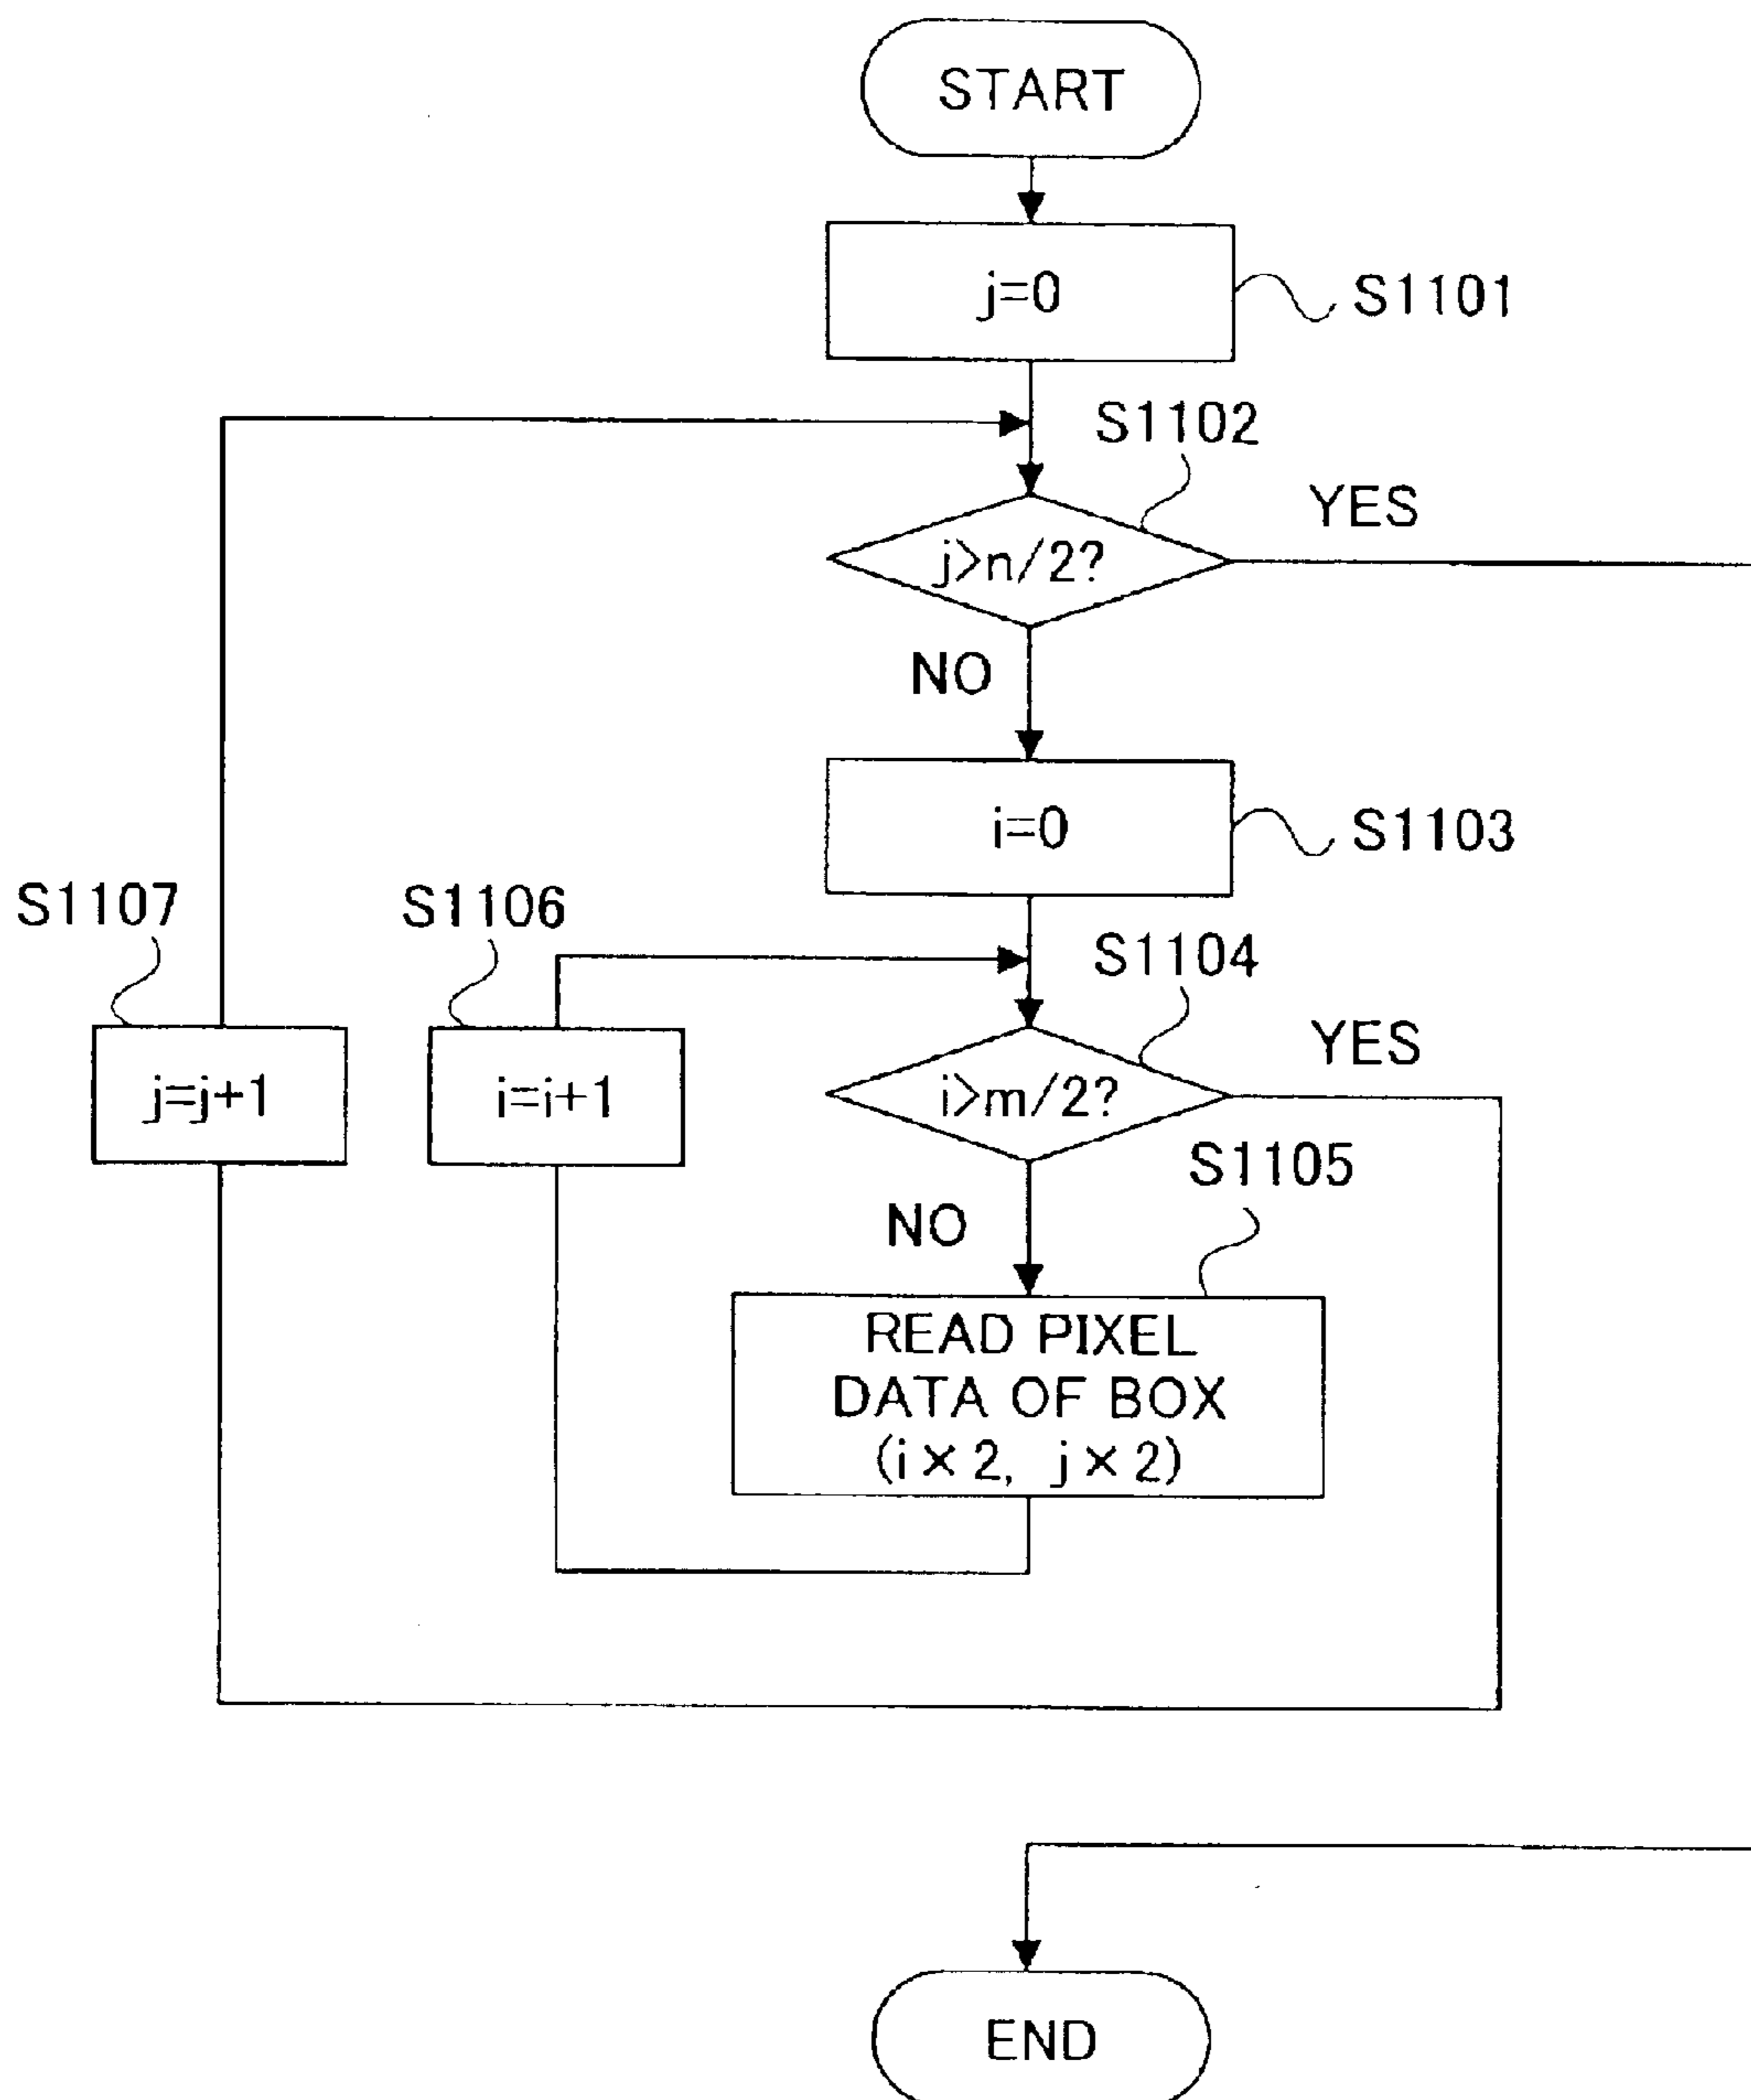 START
j=0
S1101
S1102
YES
j>n/2?
NO
i=0
S1103
S1107
S1106
S1104
YES
j=j+1
i=i+1
i>m/2?
S1105
NO
READ PIXEL
DATA OF BOX
(i×2, j×2)
END